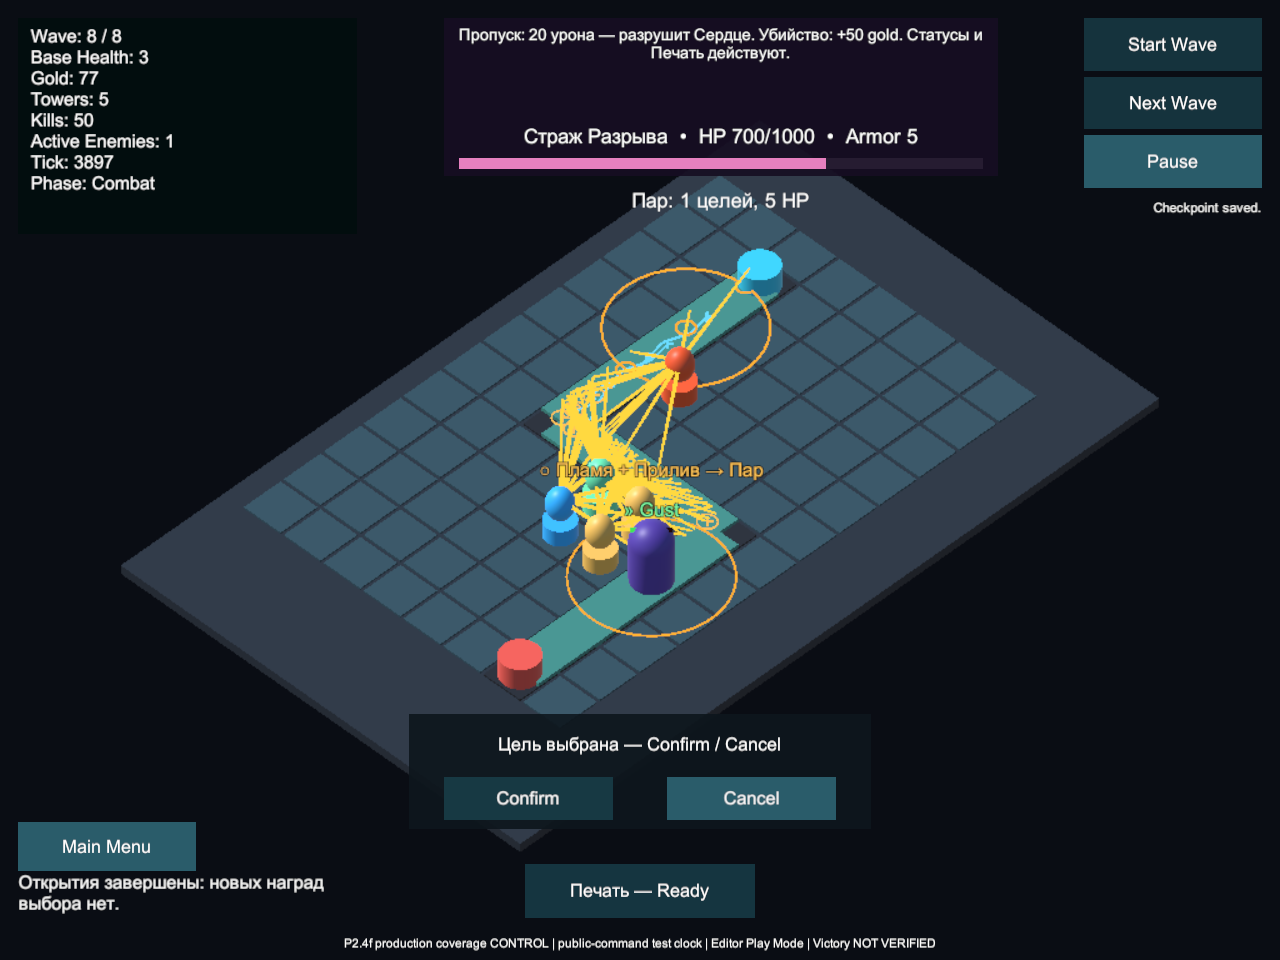 Wave: 8 / 8
Base Health: 3
Gold: 77
Towers: 5
Kills: 50
Active Enemies: 1
Tick: 3897
Phase: Combat
Пропуск: 20 урона — разрушит Сердце. Убийство: +50 gold. Статусы и
Печать действуют.
Страж Разрыва • HP 700/1000 • Armor 5
Пар: 1 целей, 5 HP
Start Wave
Next Wave
Pause
Checkpoint saved.
○ Пламя + Прилив → Пар
» Gust
Цель выбрана — Confirm / Cancel
Confirm
Cancel
Main Menu
Открытия завершены: новых наград
выбора нет.
Печать — Ready
P2.4f production coverage CONTROL | public-command test clock | Editor Play Mode | Victory NOT VERIFIED